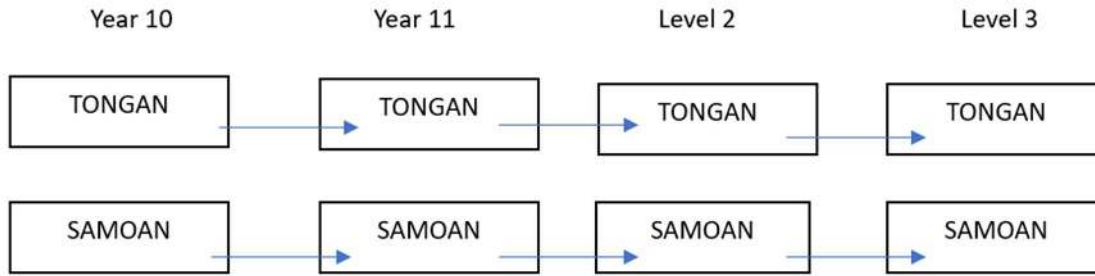 Year 10 Year 11 Level 2 Level 3
TONGAN TONGAN TONGAN TONGAN
SAMOAN SAMOAN SAMOAN SAMOAN